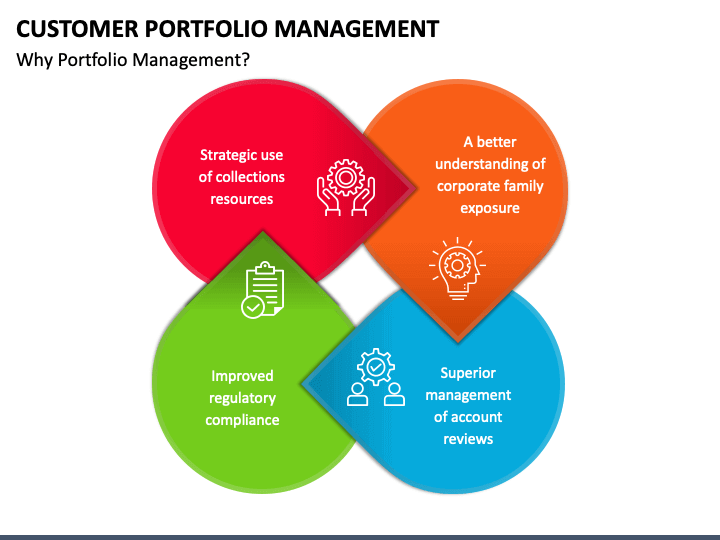 CUSTOMER PORTFOLIO MANAGEMENT
Why Portfolio Management?
Strategic use
of collections
resources
A better
understanding of
corporate family
exposure
Improved
regulatory
compliance
Superior
management
of account
reviews